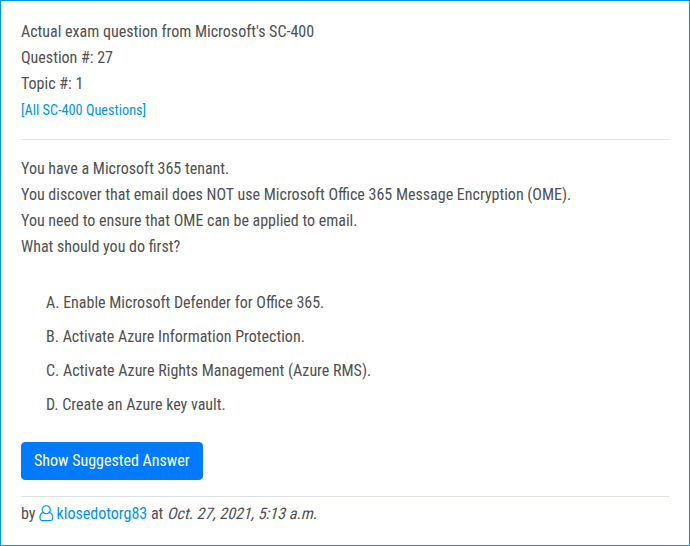 Actual exam question from Microsoft's SC-400
Question #: 27
Topic #: 1
[All SC-400 Questions]
You have a Microsoft 365 tenant.
You discover that email does NOT use Microsoft Office 365 Message Encryption (OME).
You need to ensure that OME can be applied to email.
What should you do first?
A. Enable Microsoft Defender for Office 365.
B. Activate Azure Information Protection.
C. Activate Azure Rights Management (Azure RMS).
D. Create an Azure key vault.
Show Suggested Answer
by klosedotorg83 at Oct. 27, 2021, 5:13 a.m.